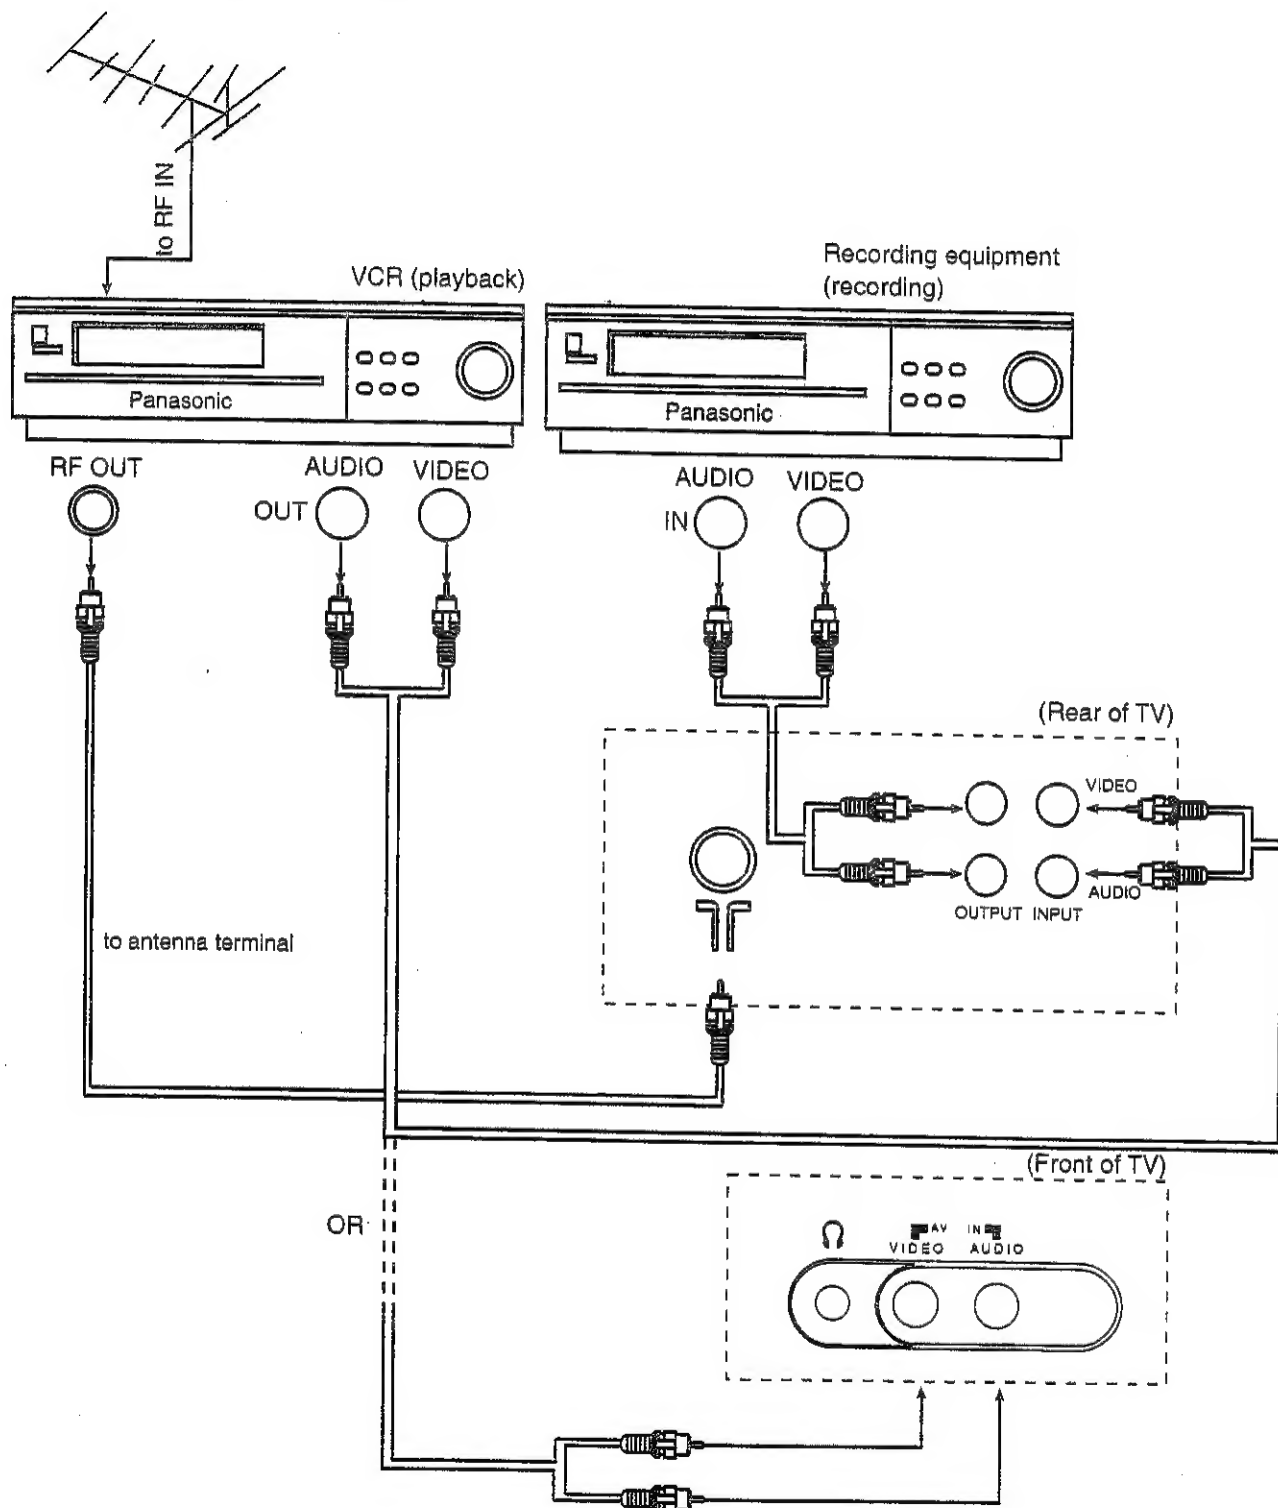 to RF IN
VCR (playback)
Recording equipment
(recording)
Panasonic
Panasonic
RF OUT
AUDIO VIDEO
OUT
AUDIO VIDEO
IN
(Rear of TV)
VIDEO
AUDIO
OUTPUT INPUT
to antenna terminal
(Front of TV)
OR
AV IN
VIDEO AUDIO